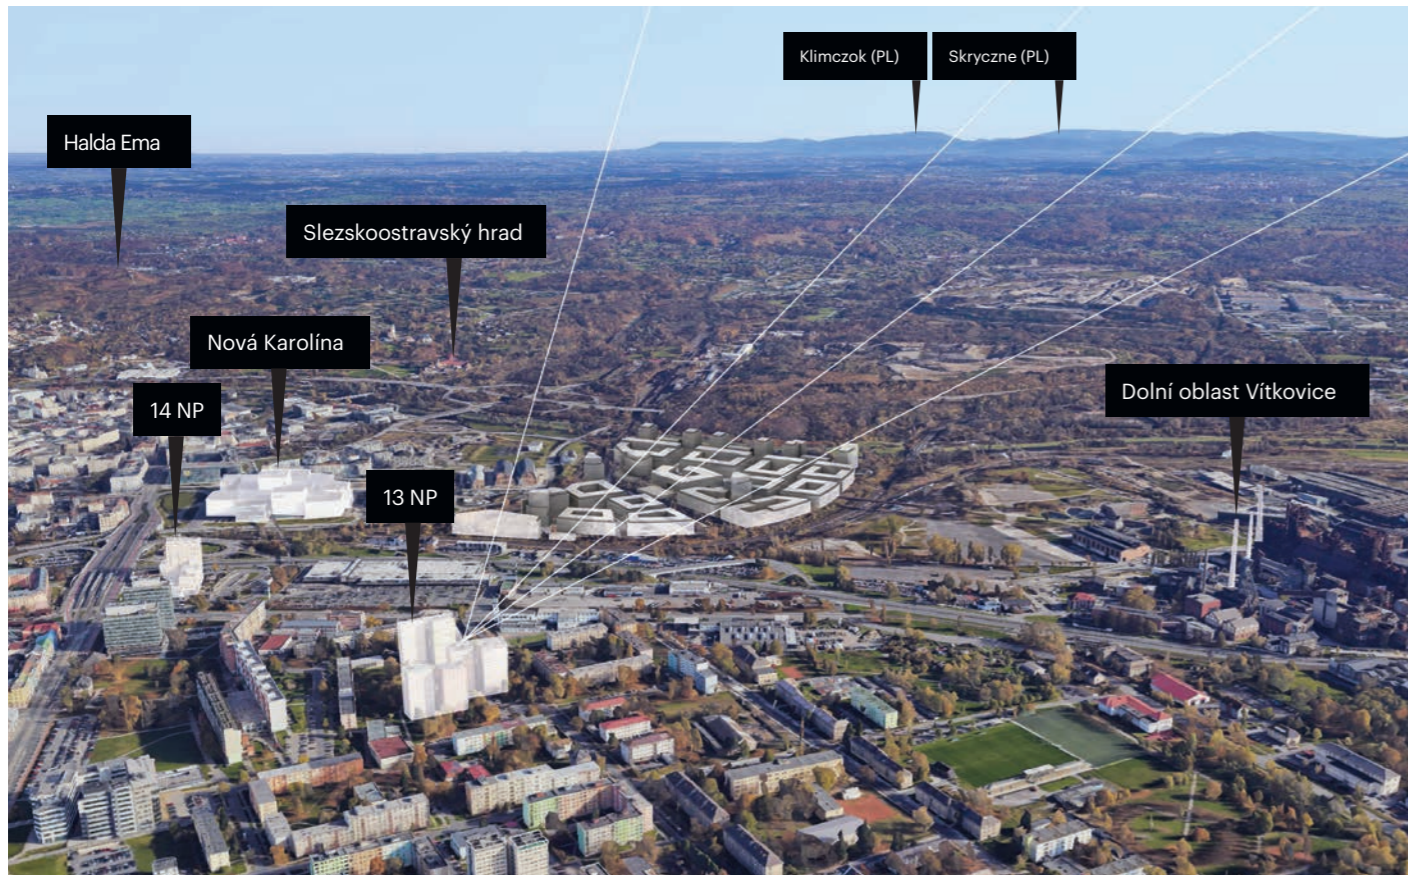 Klimczok (PL)
Skryczne (PL)
Halda Ema
Slezskoostravský hrad
Nová Karolína
Dolní oblast Vítkovice
14 NP
13 NP